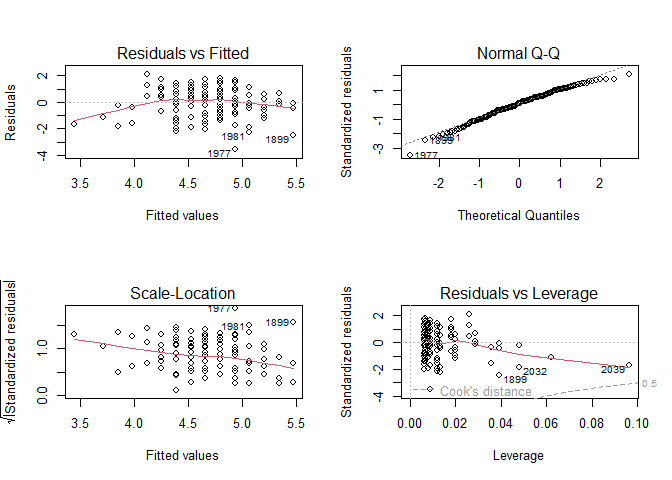 Residuals vs Fitted
Residuals
2
0
-2
-4
1981
1977
1899
3.5 4.0 4.5 5.0 5.5
Fitted values
Normal Q-Q
Standardized residuals
1
-1
-3
1981
1899
1977
-2 -1 0 1 2
Theoretical Quantiles
Scale-Location
√|Standardized residuals|
1.0
0.0
1977
1981
1899
3.5 4.0 4.5 5.0 5.5
Fitted values
Residuals vs Leverage
Standardized residuals
2
0
-2
-4
2032
2039
1899
Cook's distance
0.5
0.00 0.02 0.04 0.06 0.08 0.10
Leverage